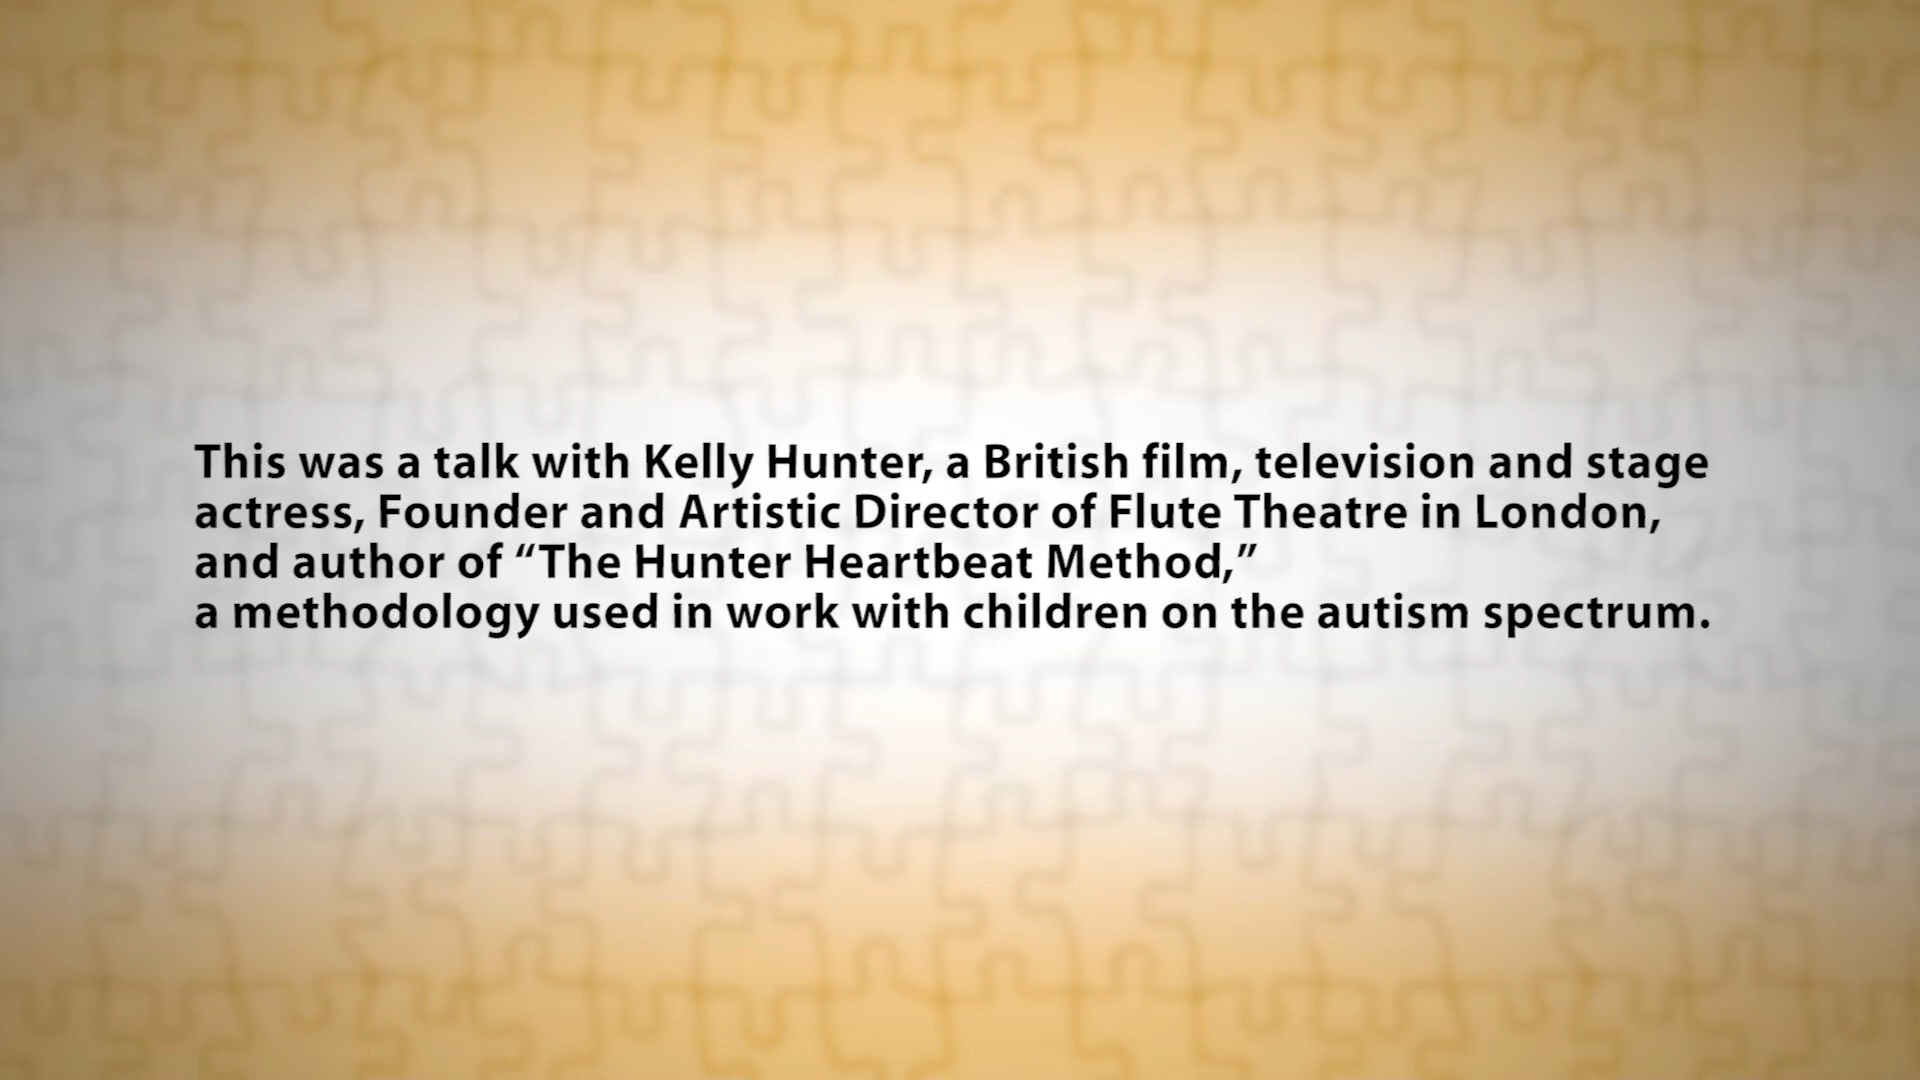 This was a talk with Kelly Hunter, a British film, television and stage
actress, Founder and Artistic Director of Flute Theatre in London,
and author of “The Hunter Heartbeat Method,”
a methodology used in work with children on the autism spectrum.